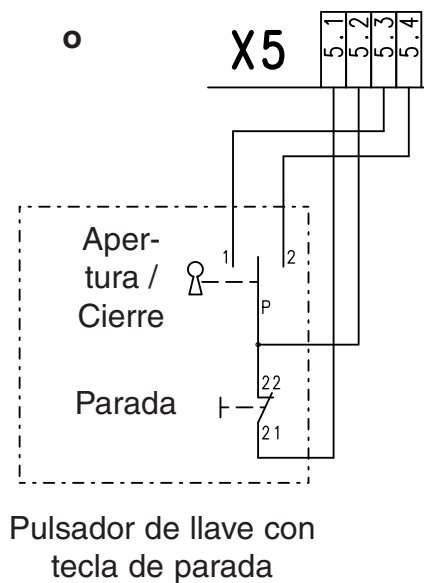 o
X5
5.1 5.2 5.3 5.4
Aper-
tura /
Cierre
1
2
P
Parada
22
21
Pulsador de llave con
tecla de parada